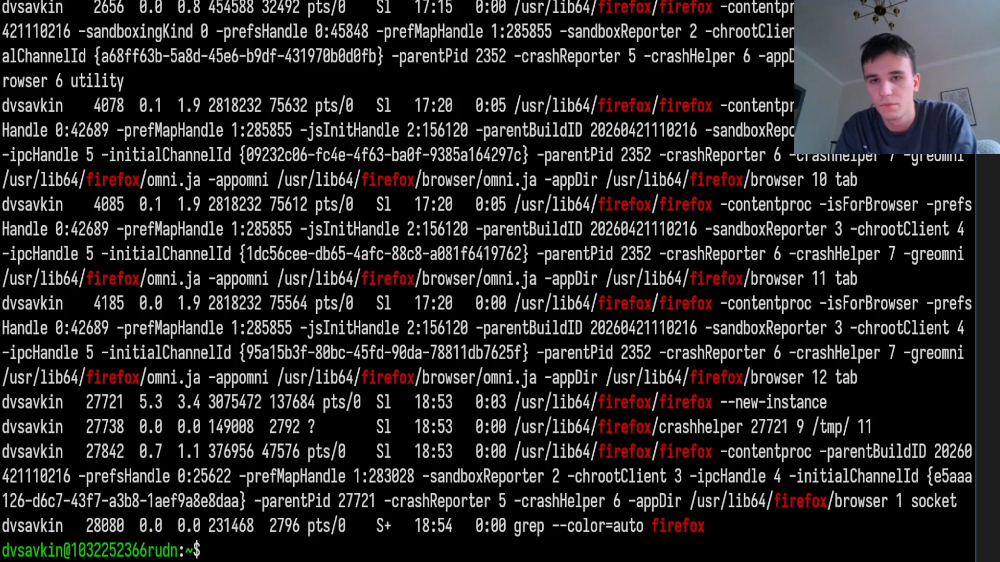 dvsavkin    2656  0.0  0.8 454588 32492 pts/0    Sl   17:15   0:00 /usr/lib64/firefox/firefox -contentpr
421110216 -sandboxingKind 0 -prefsHandle 0:45848 -prefMapHandle 1:285855 -sandboxReporter 2 -chrootClien
alChannelId {a68ff63b-5a8d-45e6-b9df-431970b0d0fb} -parentPid 2352 -crashReporter 5 -crashHelper 6 -appD
rowser 6 utility
dvsavkin    4078  0.1  1.9 2818232 75632 pts/0   Sl   17:20   0:05 /usr/lib64/firefox/firefox -contentpr
Handle 0:42689 -prefMapHandle 1:285855 -jsInitHandle 2:156120 -parentBuildID 20260421110216 -sandboxRepo
-ipcHandle 5 -initialChannelId {09232c06-fc4e-4f63-ba0f-9385a164297c} -parentPid 2352 -crashReporter 6 -crashHelper 7 -greomni
/usr/lib64/firefox/omni.ja -appomni /usr/lib64/firefox/browser/omni.ja -appDir /usr/lib64/firefox/browser 10 tab
dvsavkin    4085  0.1  1.9 2818232 75612 pts/0   Sl   17:20   0:05 /usr/lib64/firefox/firefox -contentproc -isForBrowser -prefs
Handle 0:42689 -prefMapHandle 1:285855 -jsInitHandle 2:156120 -parentBuildID 20260421110216 -sandboxReporter 3 -chrootClient 4
-ipcHandle 5 -initialChannelId {1dc56cee-db65-4afc-88c8-a081f6419762} -parentPid 2352 -crashReporter 6 -crashHelper 7 -greomni
/usr/lib64/firefox/omni.ja -appomni /usr/lib64/firefox/browser/omni.ja -appDir /usr/lib64/firefox/browser 11 tab
dvsavkin    4185  0.0  1.9 2818232 75564 pts/0   Sl   17:20   0:00 /usr/lib64/firefox/firefox -contentproc -isForBrowser -prefs
Handle 0:42689 -prefMapHandle 1:285855 -jsInitHandle 2:156120 -parentBuildID 20260421110216 -sandboxReporter 3 -chrootClient 4
-ipcHandle 5 -initialChannelId {95a15b3f-80bc-45fd-90da-78811db7625f} -parentPid 2352 -crashReporter 6 -crashHelper 7 -greomni
/usr/lib64/firefox/omni.ja -appomni /usr/lib64/firefox/browser/omni.ja -appDir /usr/lib64/firefox/browser 12 tab
dvsavkin   27721  5.3  3.4 3075472 137684 pts/0  Sl   18:53   0:03 /usr/lib64/firefox/firefox --new-instance
dvsavkin   27738  0.0  0.0 149008  2792 ?        Sl   18:53   0:00 /usr/lib64/firefox/crashhelper 27721 9 /tmp/ 11
dvsavkin   27842  0.7  1.1 376956 47576 pts/0    Sl   18:53   0:00 /usr/lib64/firefox/firefox -contentproc -parentBuildID 20260
421110216 -prefsHandle 0:25622 -prefMapHandle 1:283028 -sandboxReporter 2 -chrootClient 3 -ipcHandle 4 -initialChannelId {e5aaa
126-d6c7-43f7-a3b8-1aef9a8e8daa} -parentPid 27721 -crashReporter 5 -crashHelper 6 -appDir /usr/lib64/firefox/browser 1 socket
dvsavkin   28080  0.0  0.0 231468  2796 pts/0    S+   18:54   0:00 grep --color=auto firefox
dvsavkin@1032252366rudn:~$